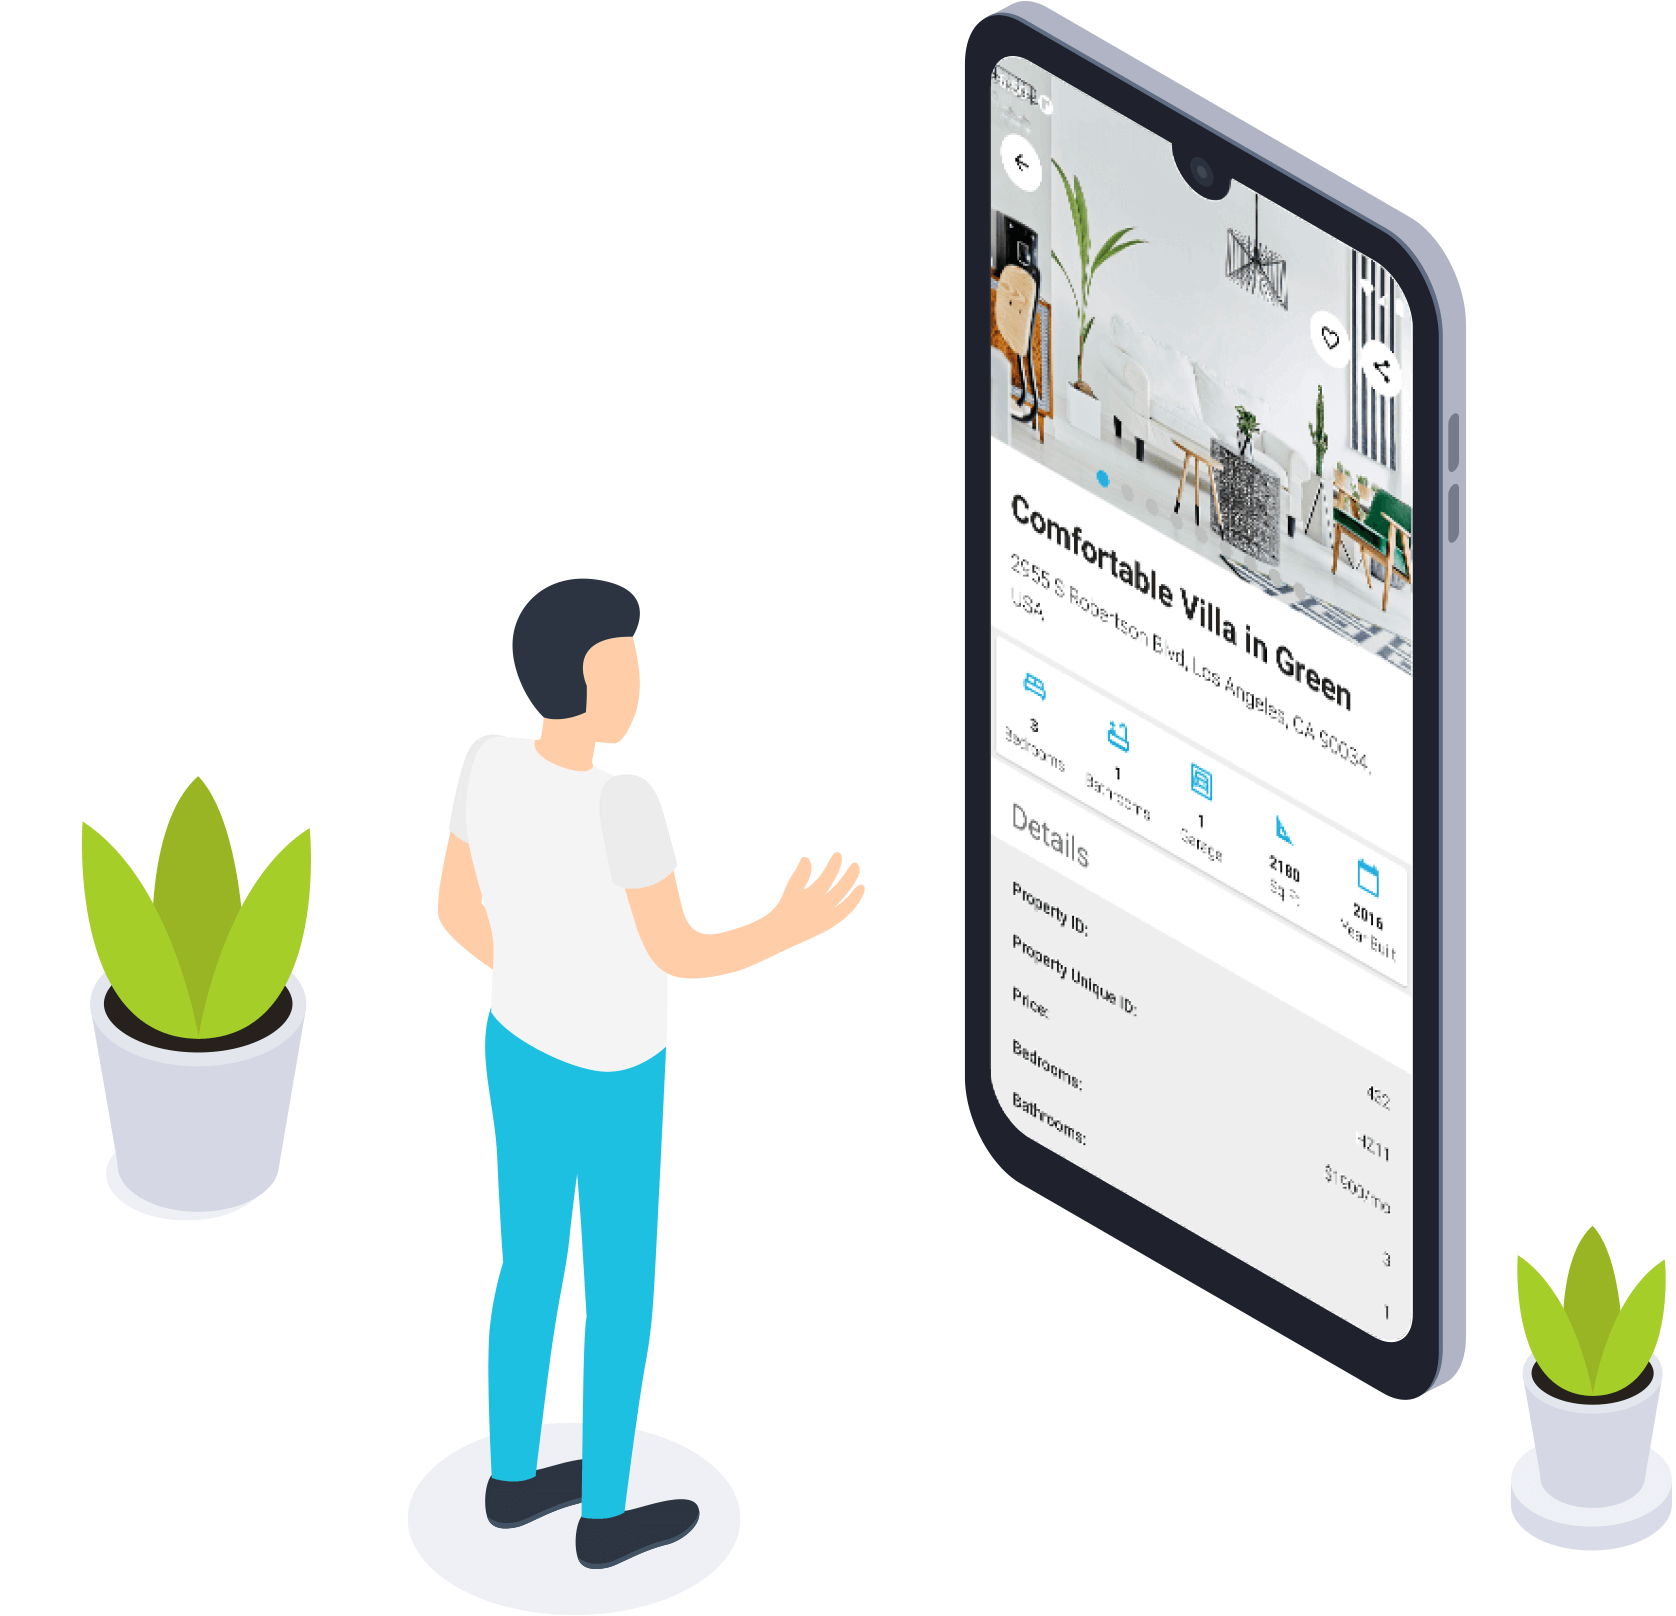 Comfortable Villa in Green
2955 S Robertson Blvd, Los Angeles, CA 90034,
USA
3
Bedrooms
1
Bathrooms
1
Garage
2180
Sq Ft
2016
Year Built
Details
Property ID: 422
Property Unique ID: HZ11
Price: $1900/mo
Bedrooms: 3
Bathrooms: 1